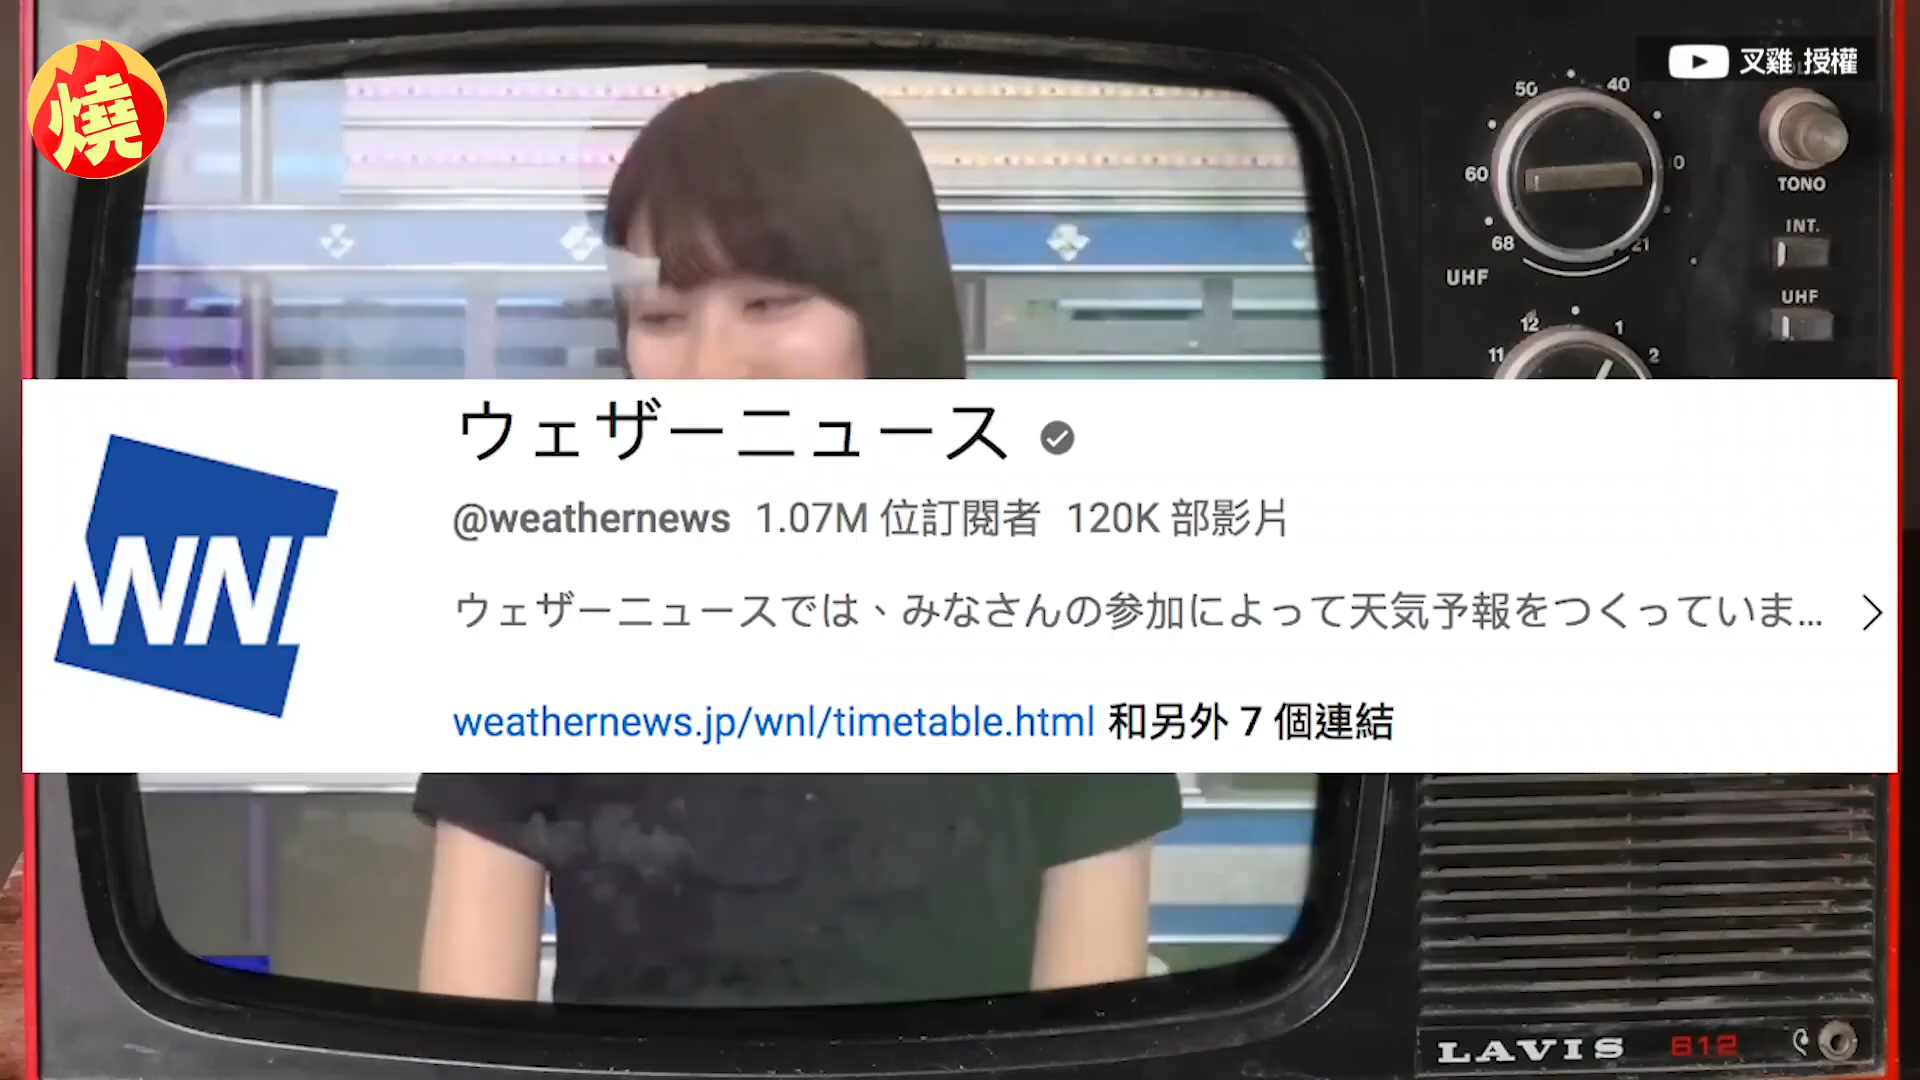 燒
叉雞 授權
50
40
60
68
21
UHF
TONO
INT.
UHF
12
1
11
2
ウェザーニュース
@weathernews 1.07M 位訂閱者 120K 部影片
ウェザーニュースでは、みなさんの参加によって天気予報をつくっていま...
WNI
weathernews.jp/wnl/timetable.html 和另外 7 個連結
LAVIS 612